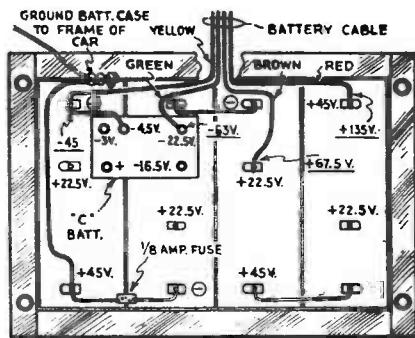 GROUND BATT. CASE
TO FRAME OF
CAR
YELLOW
BATTERY CABLE
GREEN
BROWN
RED
-45
-3V.
-4.5V.
-22.5V.
-63V.
+45V.
+135V.
+22.5V.
+
-16.5V.
+67.5 V.
+22.5V.
"C"
BATT.
+22.5V.
+22.5V.
1/8 AMP. FUSE
+45V.
+45V.